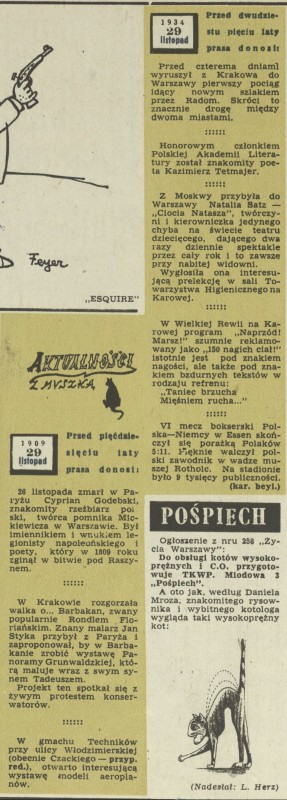 Feyer
„ESQUIRE"
AKTUALNOŚCI
Z MYSZKĄ
1909
29
listopad
Przed pięćdzie-
sięciu laty
prasa donosi:
26 listopada zmarł w Pa-
ryżu Cyprian Godebski,
znakomity rzeźbiarz pol
ski, twórca pomnika Mic-
kiewicza w Warszawie. Był
imiennikiem i wnukiem le-
gionisty napoleońskiego i
poety, który w 1809 roku
zginął w bitwie pod Raszy-
nem.
::::::
W Krakowie rozgorzała
walka o... Barbakan, zwany
popularnie Rondlem Flo-
riańskim. Znany malarz Jan
Styka przybył z Paryża i
zaproponował, by w Barba-
kanie zrobić wystawę Pa-
noramy Grunwaldzkiej, któ-
rą maluje wraz z swym sy-
nem Tadeuszem.
Projekt ten spotkał się z
żywym protestem konser-
watorów.
::::::
W gmachu Techników
przy ulicy Włodzimierskiej
(obecnie Czackiego — przyp.
red.), otwarto interesującą
wystawę modeli aeropla-
nów.
1934
29
listopad
Przed dwudzie-
stu pięciu laty
prasa donosi:
Przed czterema dniami
wyruszył z Krakowa do
Warszawy pierwszy pociąg
idący nowym szlakiem
przez Radom. Skróci to
znacznie drogę między
dwoma miastami.
::::::
Honorowym członkiem
Polskiej Akademii Litera-
tury został znakomity poe-
ta Kazimierz Tetmajer.
::::::
Z Moskwy przybyła do
Warszawy Natalia Satz —
„Ciocia Natasza", twórczy-
ni i kierowniczka jedynego
chyba na świecie teatru
dziecięcego, dającego dwa
razy dziennie spektakle
przez cały rok i to zawsze
przy nabitej widowni.
Wygłosiła ona interesu-
jącą prelekcję w sali To-
warzystwa Higienicznego na
Karowej.
::::::
W Wielkiej Rewii na Ka-
rowej program „Naprzód!
Marsz!" szumnie reklamo-
wany jako „150 nagich ciał!"
istotnie jest pod znakiem
nagości, ale także pod zna-
kiem bzdurnych tekstów w
rodzaju refrenu:
„Taniec brzucha
Mięśniem rucha..."
::::::
VI mecz bokserski Pol-
ska—Niemcy w Essen skoń-
czył się porażką Polaków
5:11. Pięknie walczył pol-
ski zawodnik w wadze mu-
szej Rotholc. Na stadionie
było 9 tysięcy publiczności.
(kar. beyl.)
POŚPIECH
Ogłoszenie z nru 258 „Ży-
cia Warszawy":
Do obsługi kotów wysoko-
prężnych i C.O. przygoto-
wuje TKWP. Miodowa 3
„Pośpiech".
A oto jak, według Daniela
Mroza, znakomitego rysow-
nika i wybitnego kotologa
wygląda taki wysokoprężny
kot:
(Nadesłał: L. Herz)